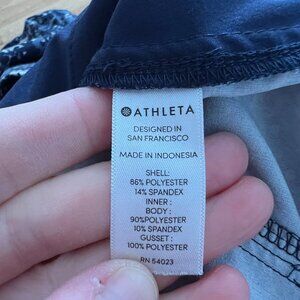 ATHLETA
DESIGNED IN
SAN FRANCISCO
MADE IN INDONESIA
SHELL:
86% POLYESTER
14% SPANDEX
INNER :
BODY :
90%POLYESTER
10% SPANDEX
GUSSET :
100% POLYESTER
RN 54023